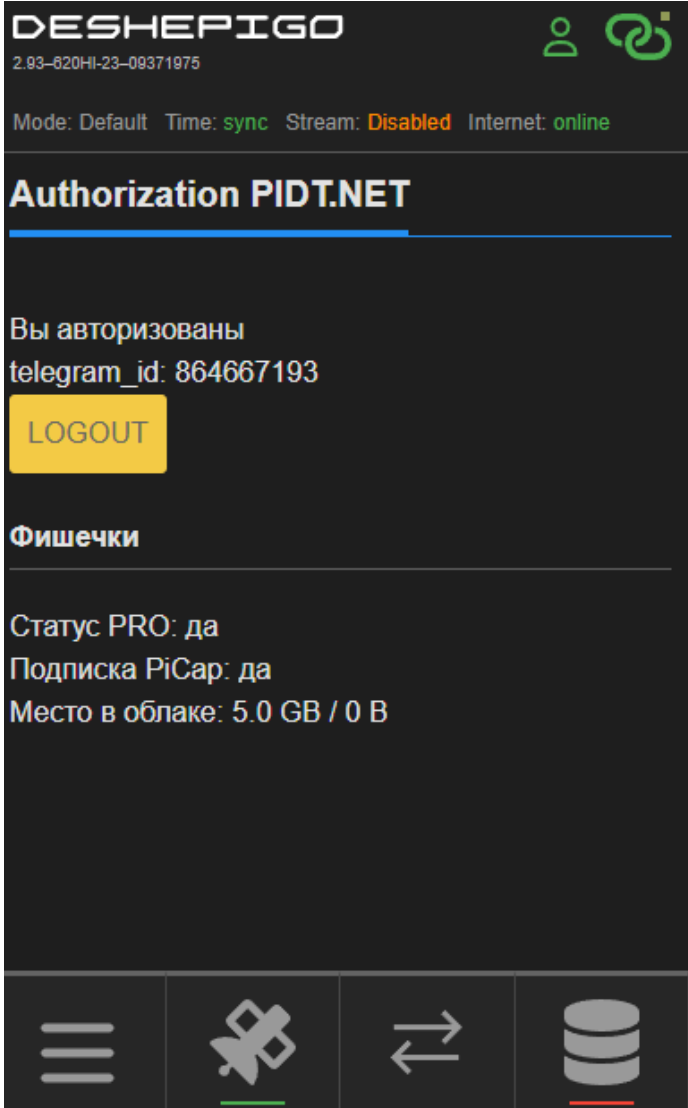 DESHEPIGO
2.93–620HI-23–09371975
Mode: Default Time: sync Stream: Disabled Internet: online
Authorization PIDT.NET
Вы авторизованы
telegram_id: 864667193
LOGOUT
Фишечки
Статус PRO: да
Подписка PiCap: да
Место в облаке: 5.0 GB / 0 B